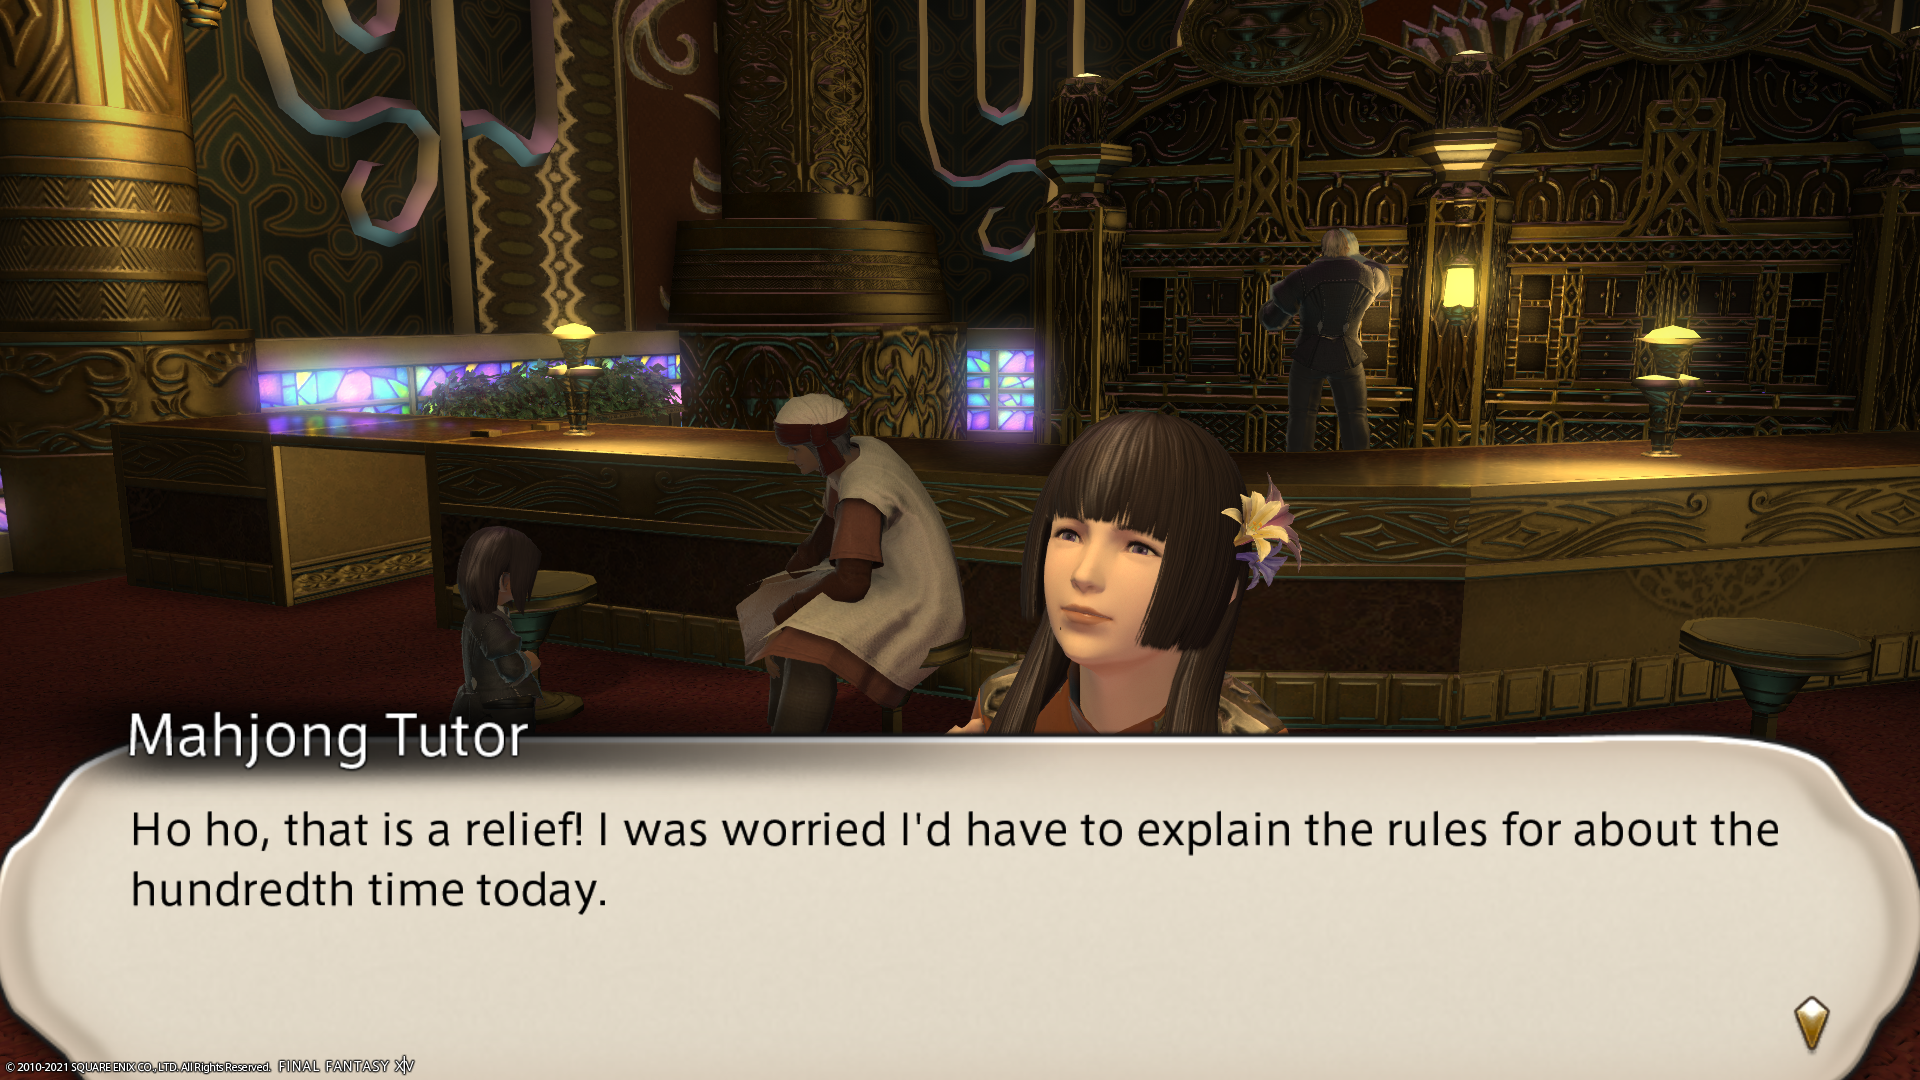 Mahjong Tutor
Ho ho, that is a relief! I was worried I'd have to explain the rules for about the
hundredth time today.
© 2010-2021 SQUARE ENIX CO., LTD. All Rights Reserved. FINAL FANTASY XIV